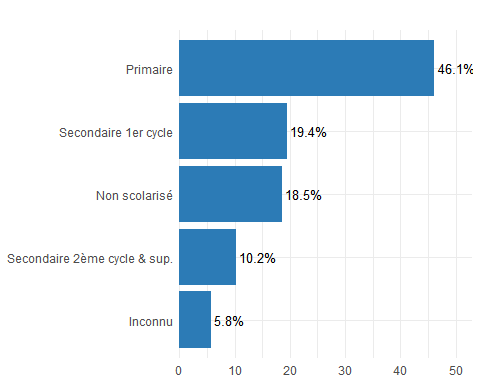 Primaire 46.1%
Secondaire 1er cycle 19.4%
Non scolarisé 18.5%
Secondaire 2ème cycle & sup. 10.2%
Inconnu 5.8%
0 10 20 30 40 50